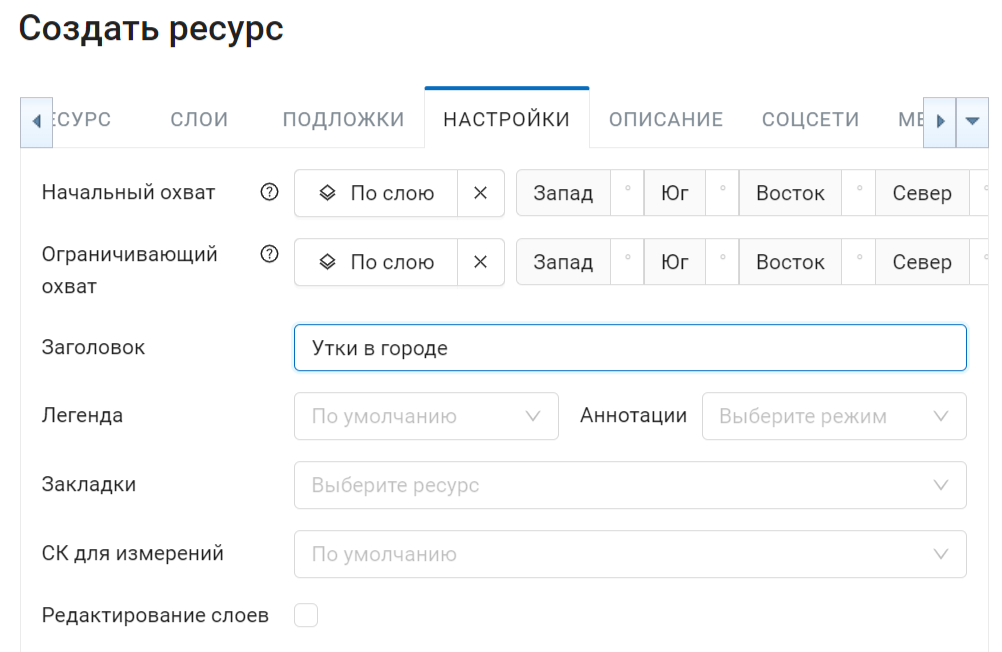 Создать ресурс
ЕСУРС СЛОИ ПОДЛОЖКИ НАСТРОЙКИ ОПИСАНИЕ СОЦСЕТИ МЕ
Начальный охват По слою Запад ° Юг ° Восток ° Север °
Ограничивающий охват По слою Запад ° Юг ° Восток ° Север °
Заголовок Утки в городе
Легенда По умолчанию Аннотации Выберите режим
Закладки Выберите ресурс
СК для измерений По умолчанию
Редактирование слоев